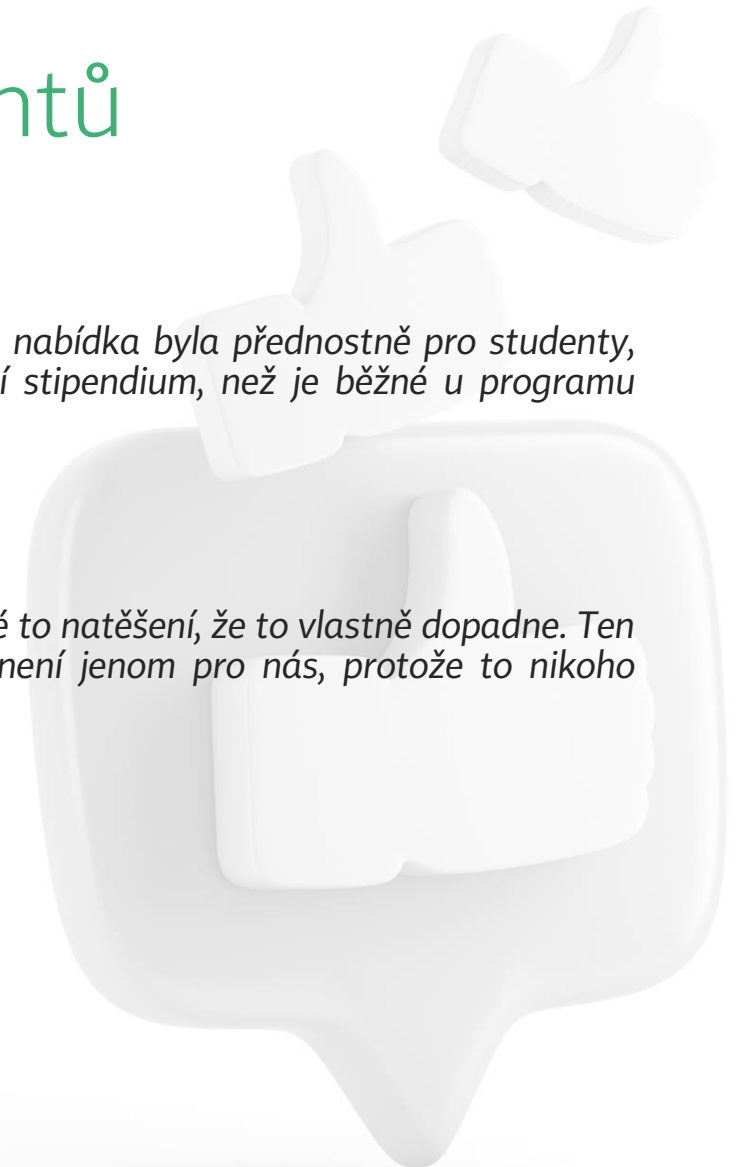 ntů
nabídka byla přednostně pro studenty,
í stipendium, než je běžné u programu
é to natěšení, že to vlastně dopadne. Ten
není jenom pro nás, protože to nikoho